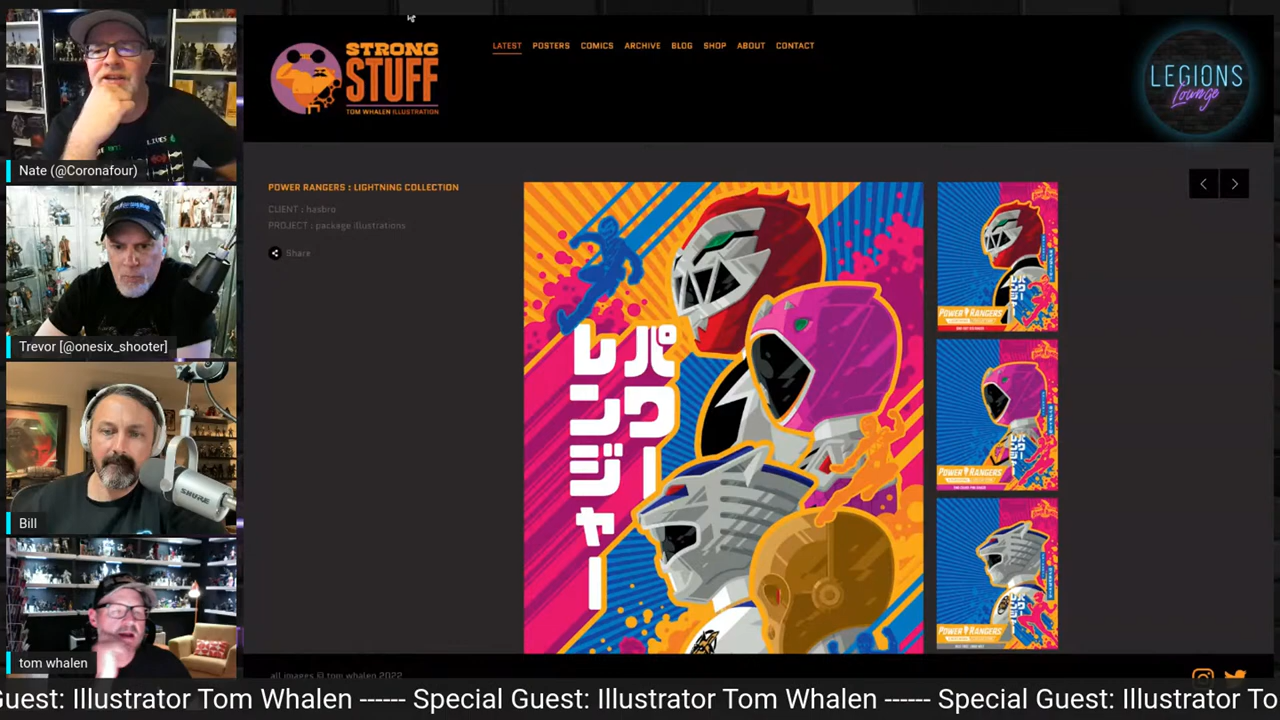 Nate (@Coronafour)
Trevor [@onesix_shooter]
Bill
SHURE
tom whalen
STRONG
STUFF
TOM WHALEN ILLUSTRATION
LATEST POSTERS COMICS ARCHIVE BLOG SHOP ABOUT CONTACT
LEGIONS
Lounge
POWER RANGERS : LIGHTNING COLLECTION
CLIENT : hasbro
PROJECT : package illustrations
Share
パワー
レンジャー
POWER RANGERS
POWER RANGERS
POWER RANGERS
all images © tom whalen 2022
Guest: Illustrator Tom Whalen ------ Special Guest: Illustrator Tom Whalen ------ Special Guest: Illustrator To